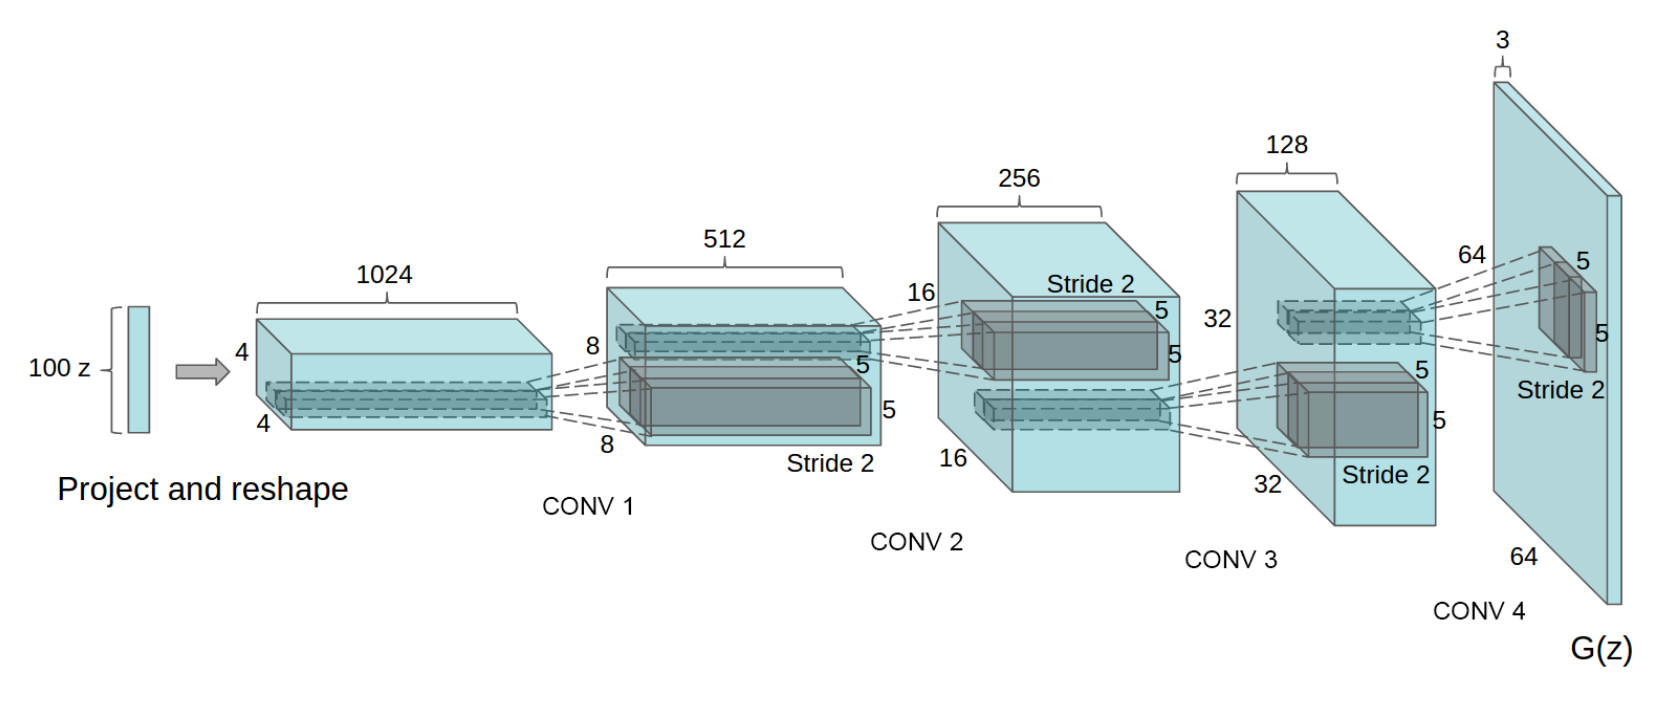 100 z
Project and reshape
1024
4
4
CONV 1
512
8
8
5
5
Stride 2
CONV 2
256
16
16
Stride 2
5
5
CONV 3
128
32
32
5
5
Stride 2
CONV 4
3
64
64
5
5
Stride 2
G(z)